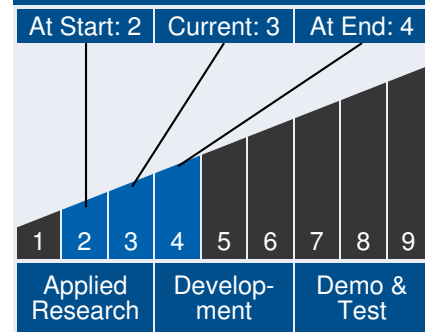 At Start: 2 Current: 3 At End: 4
1 2 3 4 5 6 7 8 9
Applied Develop- Demo &
Research ment Test